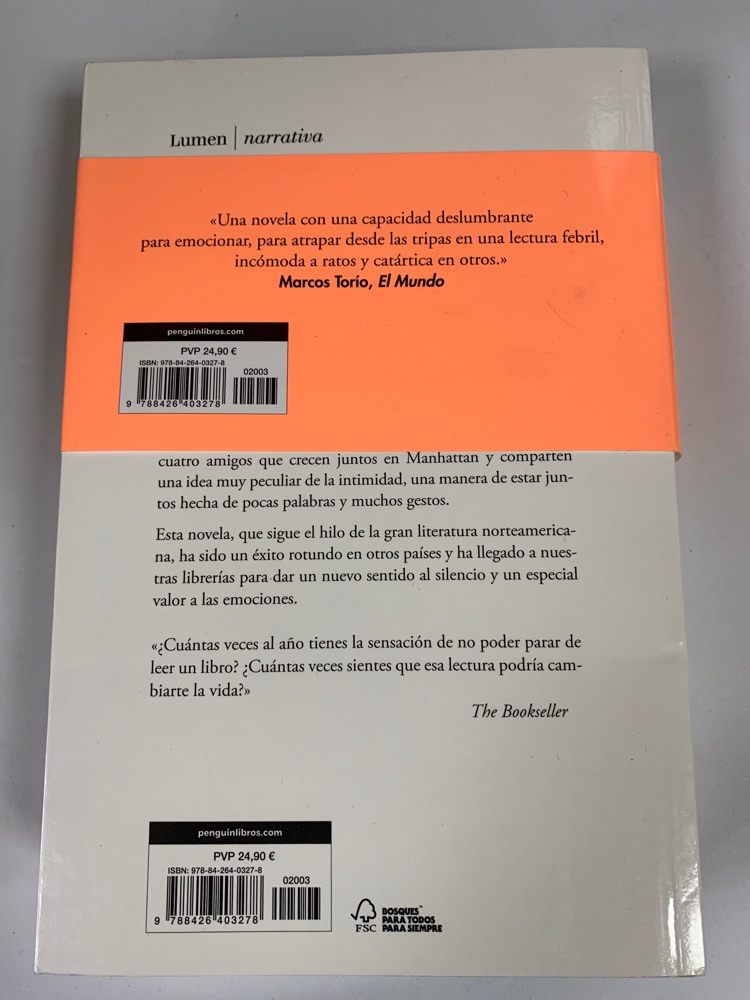 Lumen | narrativa
«Una novela con una capacidad deslumbrante
para emocionar, para atrapar desde las tripas en una lectura febril,
incómoda a ratos y catártica en otros.»
Marcos Torío, El Mundo
penguinlibros.com
PVP 24,90 €
ISBN: 978-84-264-0327-8
02003
9 788426 403278
cuatro amigos que crecen juntos en Manhattan y comparten
una idea muy peculiar de la intimidad, una manera de estar jun-
tos hecha de pocas palabras y muchos gestos.
Esta novela, que sigue el hilo de la gran literatura norteamerica-
na, ha sido un éxito rotundo en otros países y ha llegado a nues-
tras librerías para dar un nuevo sentido al silencio y un especial
valor a las emociones.
«¿Cuántas veces al año tienes la sensación de no poder parar de
leer un libro? ¿Cuántas veces sientes que esa lectura podría cam-
biarte la vida?»
The Bookseller
penguinlibros.com
PVP 24,90 €
ISBN: 978-84-264-0327-8
02003
9 788426 403278
FSC
BOSQUES™
PARA TODOS
PARA SIEMPRE